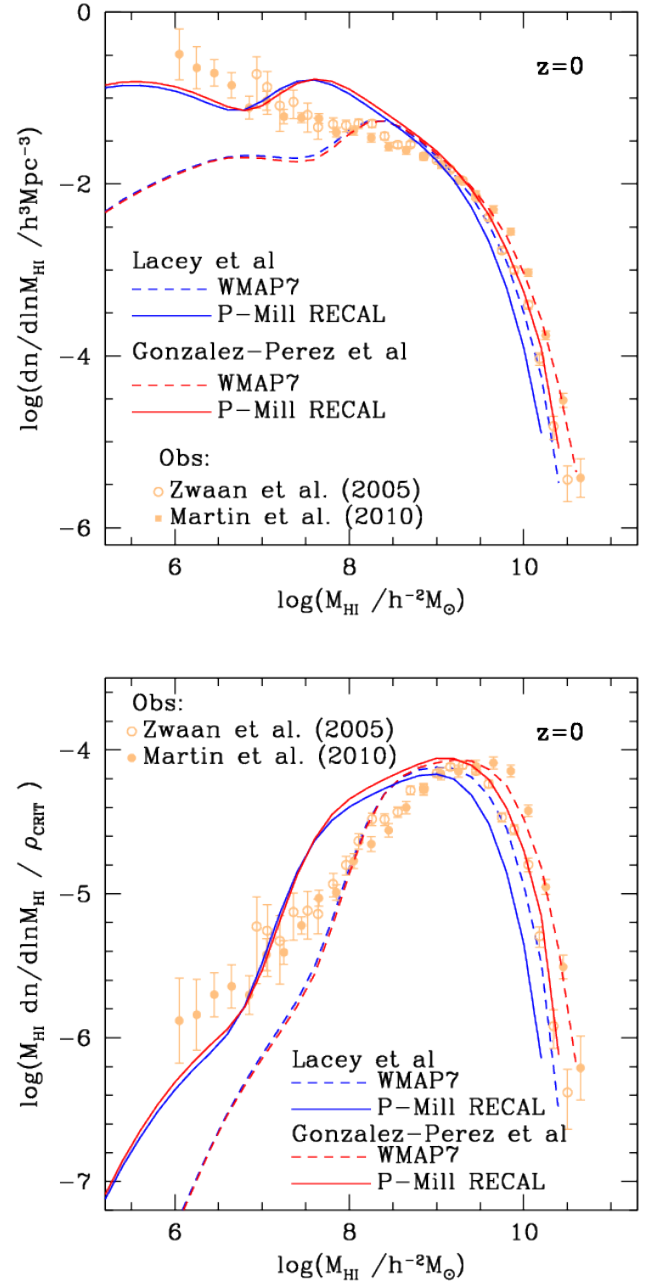 0
z=0
−2
log(dn/dlnM_HI /h³Mpc⁻³)
Lacey et al
WMAP7
P−Mill RECAL
−4
Gonzalez−Perez et al
WMAP7
P−Mill RECAL
Obs:
Zwaan et al. (2005)
Martin et al. (2010)
−6
6 8 10
log(M_HI /h⁻²M_⊙)
Obs:
Zwaan et al. (2005)
Martin et al. (2010)
z=0
−4
log(M_HI dn/dlnM_HI / ρ_CRIT)
−5
−6
Lacey et al
WMAP7
P−Mill RECAL
Gonzalez−Perez et al
WMAP7
P−Mill RECAL
−7
6 8 10
log(M_HI /h⁻²M_⊙)